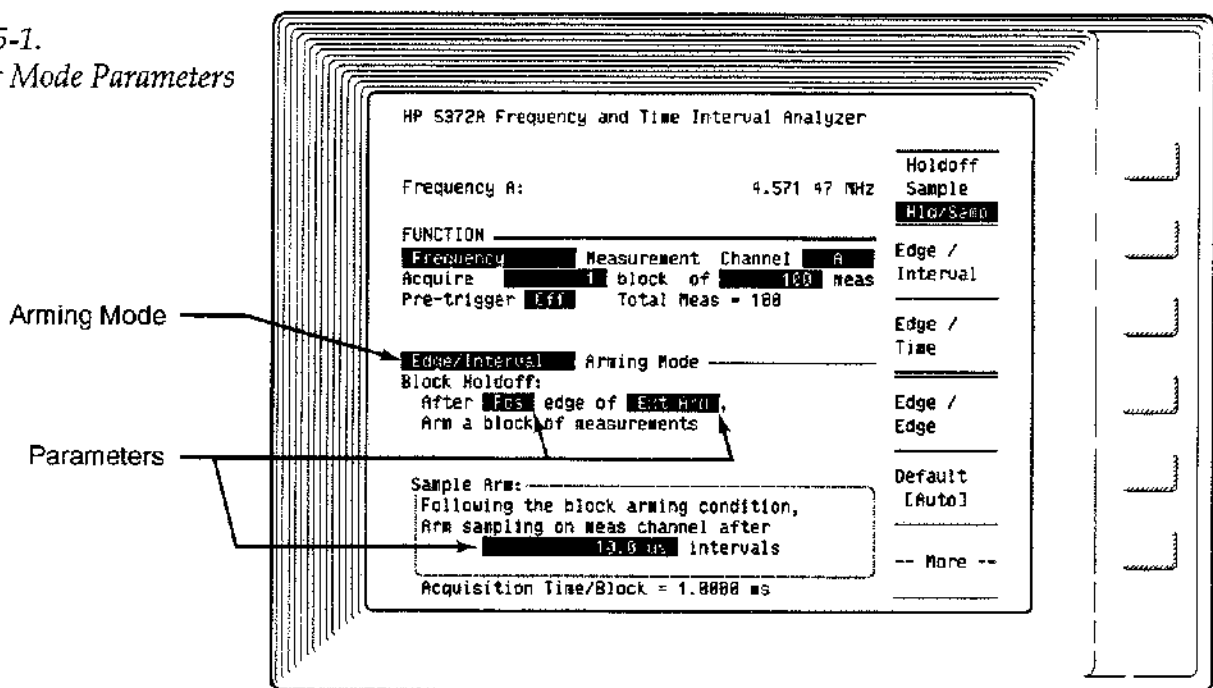 5-1.
Mode Parameters
HP 5372A Frequency and Time Interval Analyzer
Frequency A: 4.571 47 MHz
FUNCTION
Frequency Measurement Channel A
Acquire 1 block of 100 meas
Pre-trigger Off Total Meas = 100
Arming Mode
Edge/Interval Arming Mode
Block Holdoff:
After Pos edge of Ext Arm,
Arm a block of measurements
Parameters
Sample Arm:
Following the block arming condition,
Arm sampling on meas channel after
10.0 us intervals
Acquisition Time/Block = 1.0000 ms
Holdoff
Sample
Hld/Samp
Edge /
Interval
Edge /
Time
Edge /
Edge
Default
[Auto]
-- More --